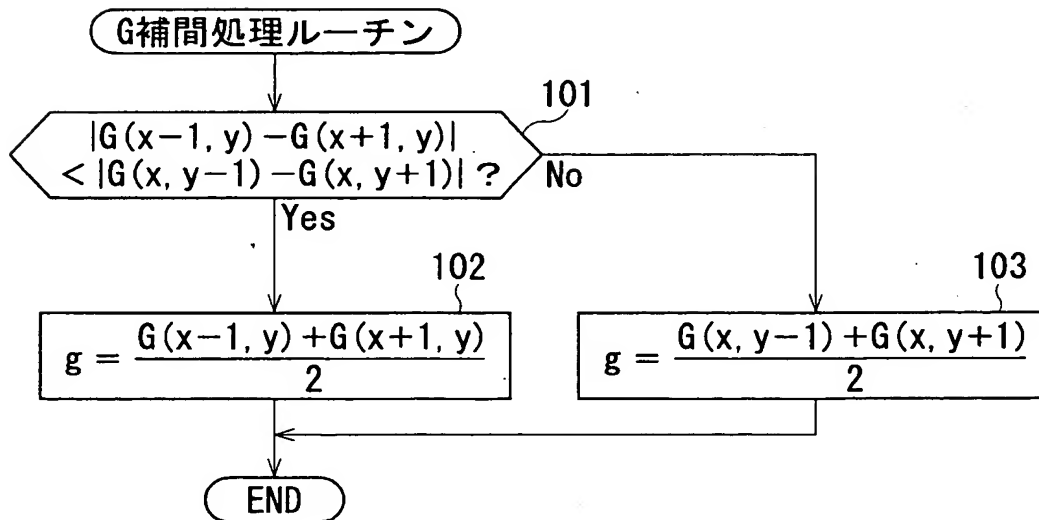 G補間処理ルーチン
101
|G(x−1, y)−G(x+1, y)|
<|G(x, y−1)−G(x, y+1)|?
No
Yes
102
103
g = G(x−1, y)+G(x+1, y) / 2
g = G(x, y−1)+G(x, y+1) / 2
END